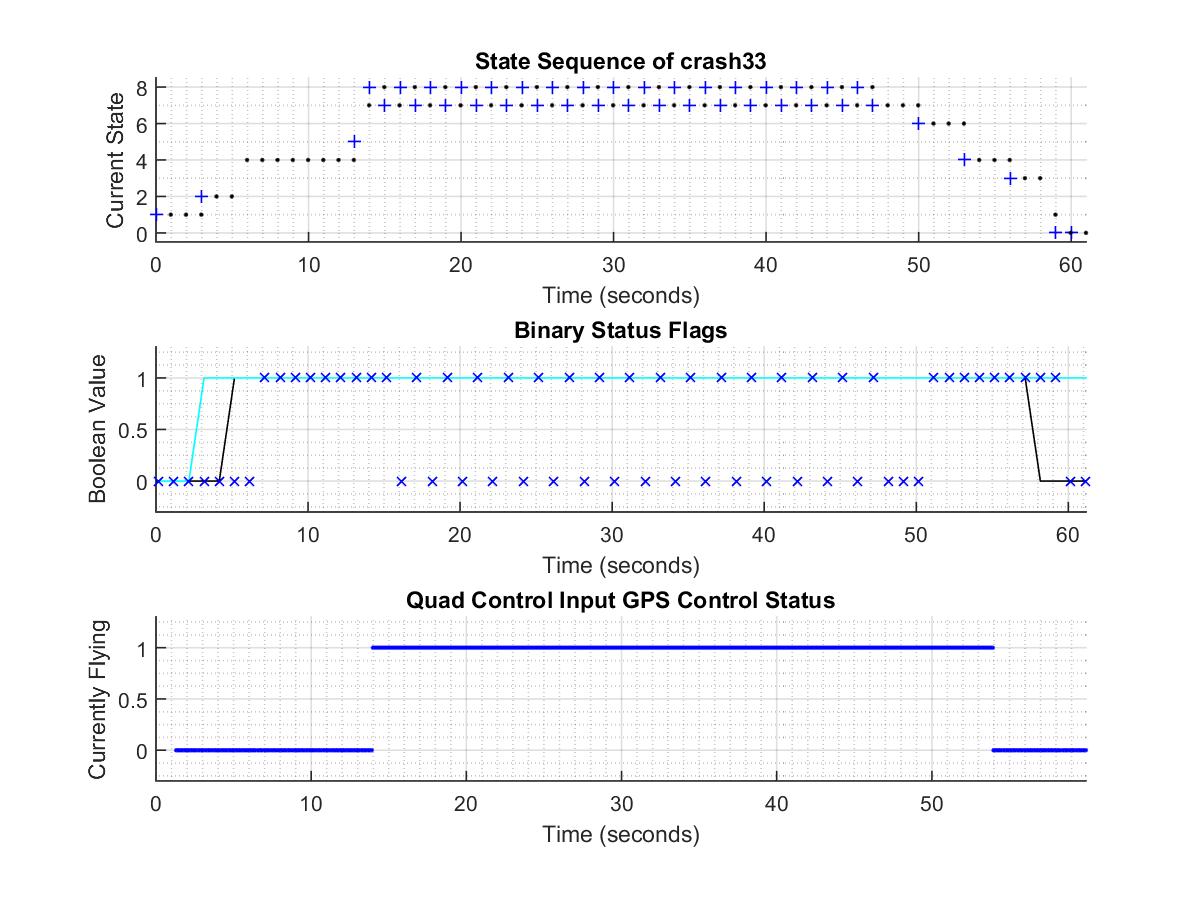 State Sequence of crash33
Current State
8
6
4
2
0
0 10 20 30 40 50 60
Time (seconds)
Binary Status Flags
Boolean Value
1
0.5
0
0 10 20 30 40 50 60
Time (seconds)
Quad Control Input GPS Control Status
Currently Flying
1
0.5
0
0 10 20 30 40 50
Time (seconds)